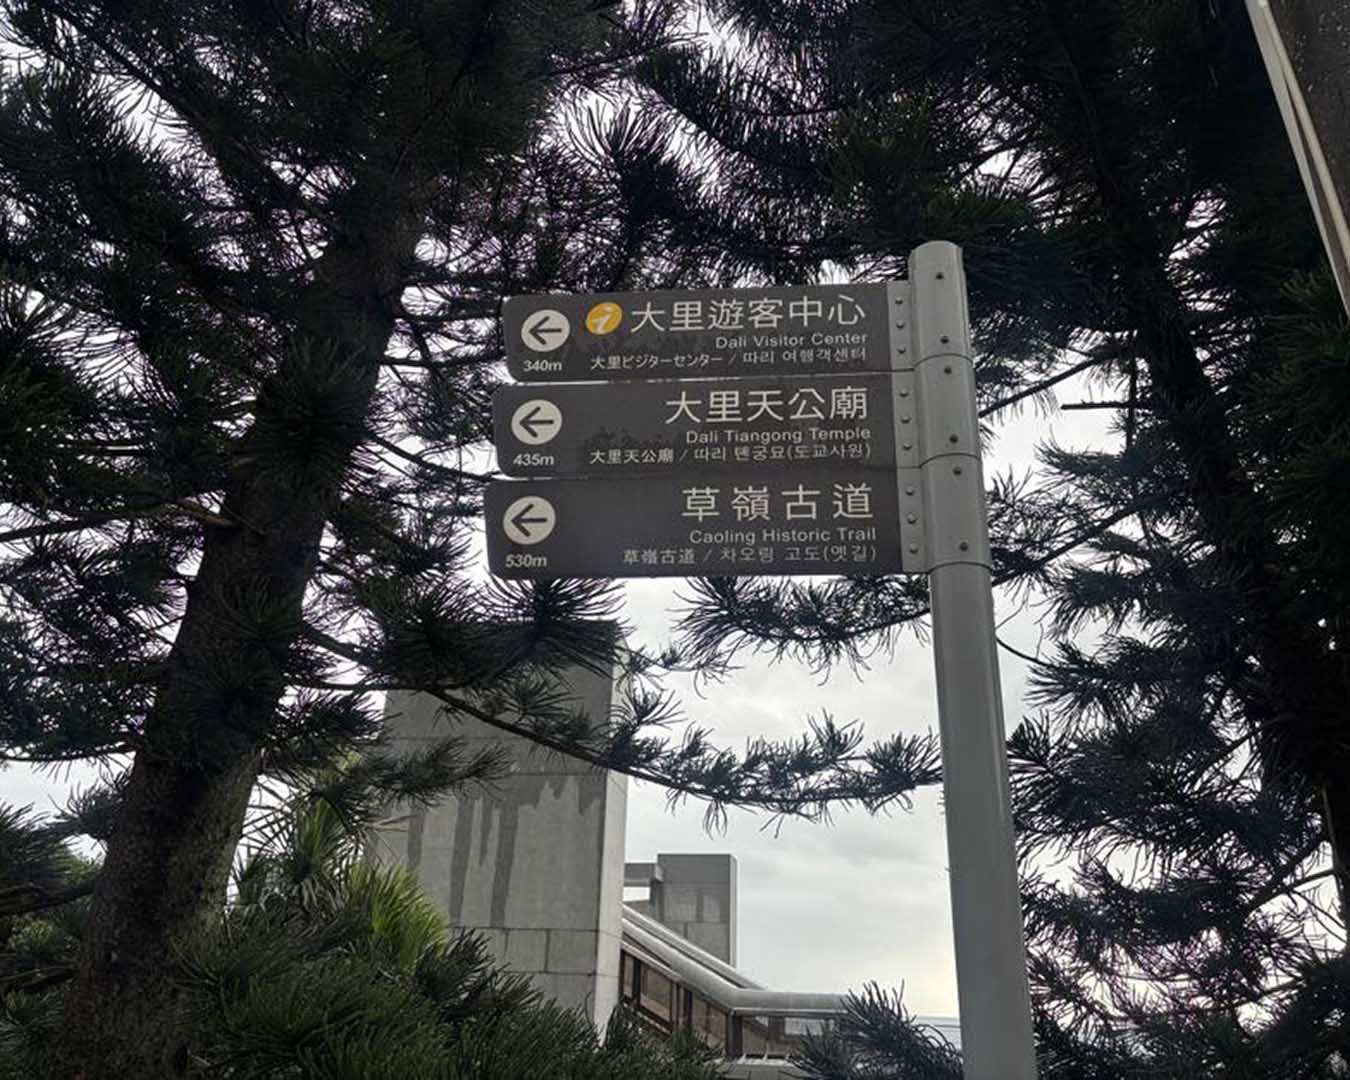 大里遊客中心
Dali Visitor Center
340m 大里ビジターセンター / 따리 여행객센터
大里天公廟
Dali Tiangong Temple
435m 大里天公廟 / 따리 톈궁묘(도교사원)
草嶺古道
Caoling Historic Trail
530m 草嶺古道 / 차오링 고도(옛길)